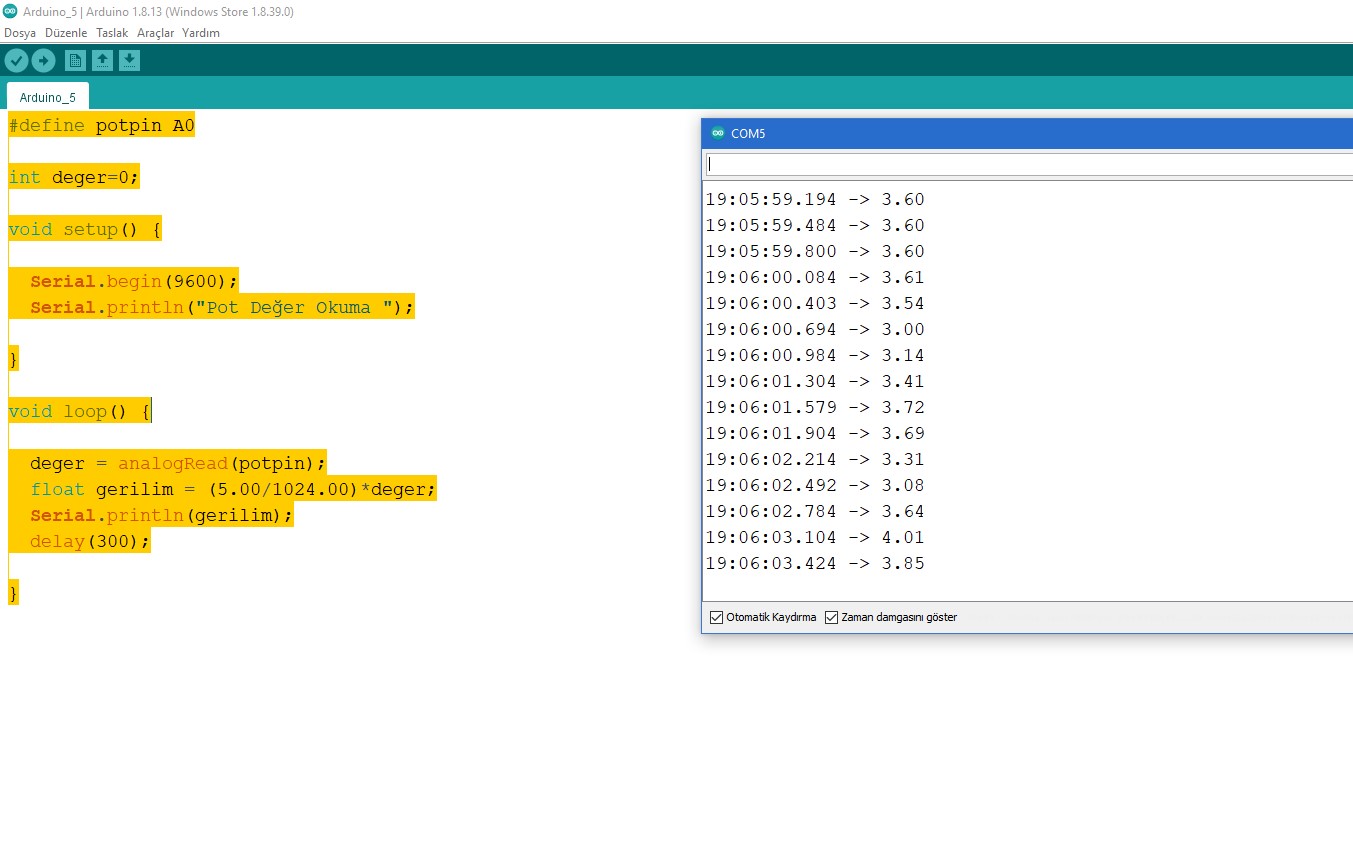 Arduino_5 | Arduino 1.8.13 (Windows Store 1.8.39.0)
Dosya Düzenle Taslak Araçlar Yardım
Arduino_5
#define potpin A0
int deger=0;
void setup() {
Serial.begin(9600);
Serial.println("Pot Değer Okuma ");
}
void loop() {
deger = analogRead(potpin);
float gerilim = (5.00/1024.00)*deger;
Serial.println(gerilim);
delay(300);
}
COM5
19:05:59.194 -> 3.60
19:05:59.484 -> 3.60
19:05:59.800 -> 3.60
19:06:00.084 -> 3.61
19:06:00.403 -> 3.54
19:06:00.694 -> 3.00
19:06:00.984 -> 3.14
19:06:01.304 -> 3.41
19:06:01.579 -> 3.72
19:06:01.904 -> 3.69
19:06:02.214 -> 3.31
19:06:02.492 -> 3.08
19:06:02.784 -> 3.64
19:06:03.104 -> 4.01
19:06:03.424 -> 3.85
Otomatik Kaydırma Zaman damgasını göster